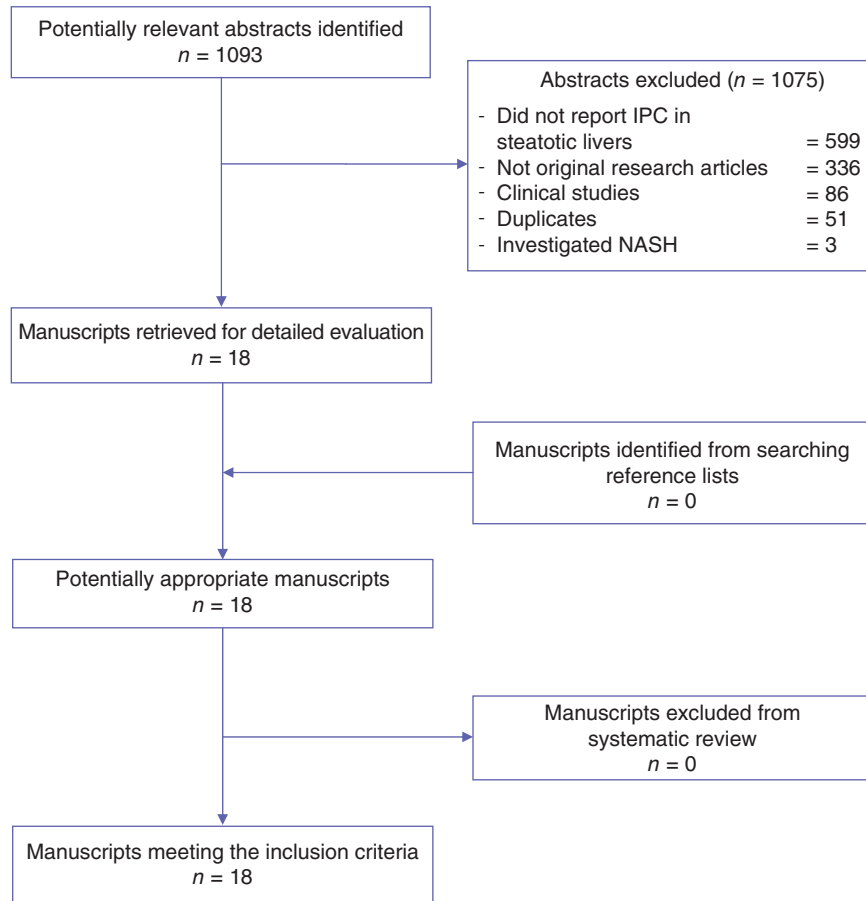 Potentially relevant abstracts identified
n = 1093
Abstracts excluded (n = 1075)
- Did not report IPC in
steatotic livers = 599
- Not original research articles = 336
- Clinical studies = 86
- Duplicates = 51
- Investigated NASH = 3
Manuscripts retrieved for detailed evaluation
n = 18
Manuscripts identified from searching
reference lists
n = 0
Potentially appropriate manuscripts
n = 18
Manuscripts excluded from
systematic review
n = 0
Manuscripts meeting the inclusion criteria
n = 18